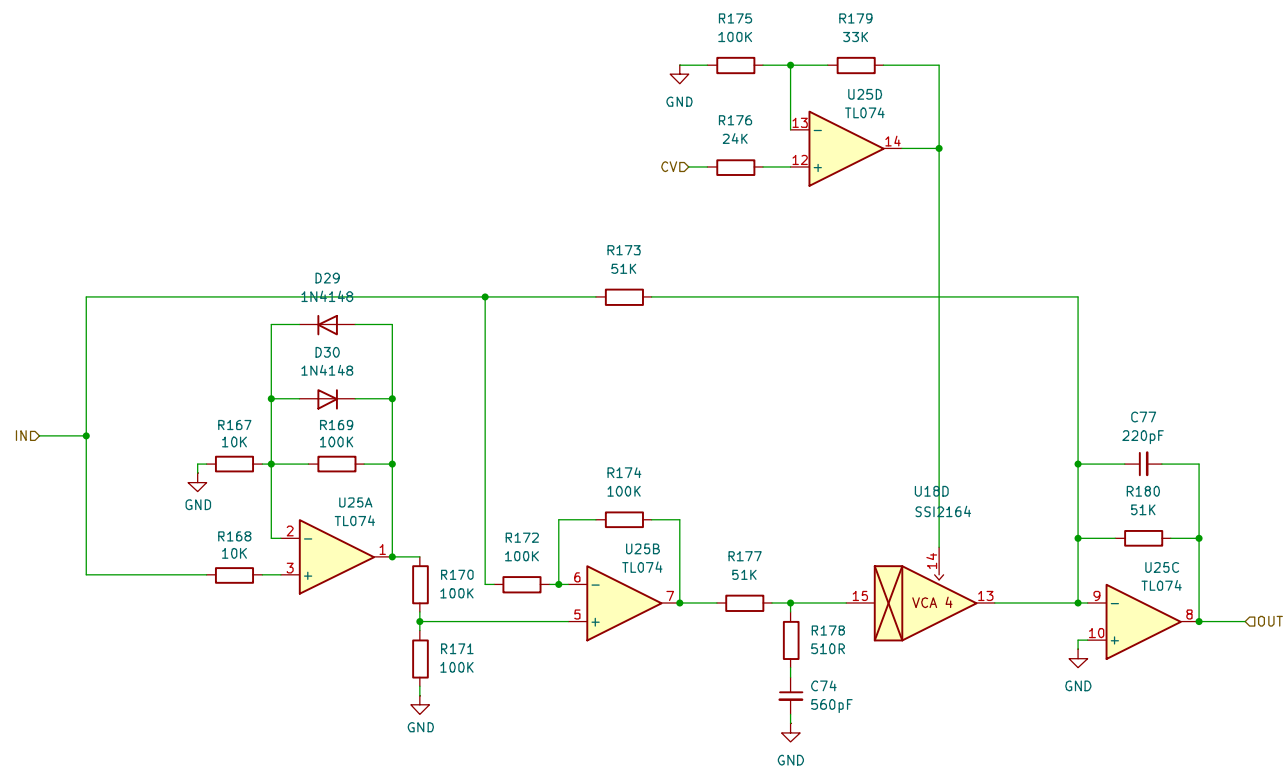 R175
100K
R179
33K
GND
U25D
TL074
R176
24K
13
−
12
+
14
CV
R173
51K
D29
1N4148
D30
1N4148
IN
R167
10K
R169
100K
GND
U25A
TL074
R168
10K
2
−
3
+
1
R170
100K
R171
100K
GND
R174
100K
R172
100K
U25B
TL074
6
−
5
+
7
R177
51K
R178
510R
C74
560pF
GND
U18D
SSI2164
14
15
VCA 4
13
C77
220pF
R180
51K
U25C
TL074
9
−
10
+
8
GND
OUT